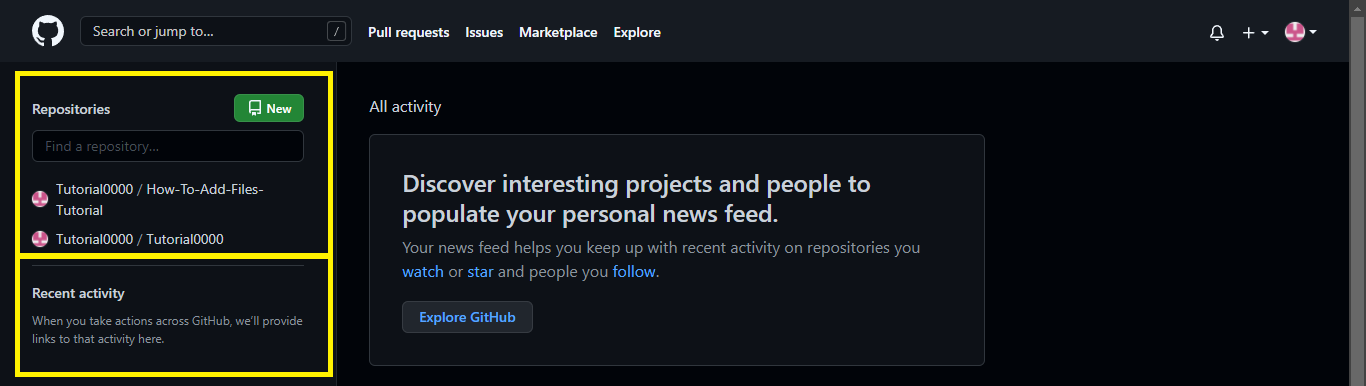 Search or jump to... /
Pull requests Issues Marketplace Explore
Repositories
New
Find a repository...
Tutorial0000 / How-To-Add-Files-
Tutorial
Tutorial0000 / Tutorial0000
Recent activity
When you take actions across GitHub, we'll provide
links to that activity here.
All activity
Discover interesting projects and people to
populate your personal news feed.
Your news feed helps you keep up with recent activity on repositories you
watch or star and people you follow.
Explore GitHub